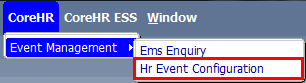 CoreHR CoreHR ESS Window
Event Management Ems Enquiry
Hr Event Configuration